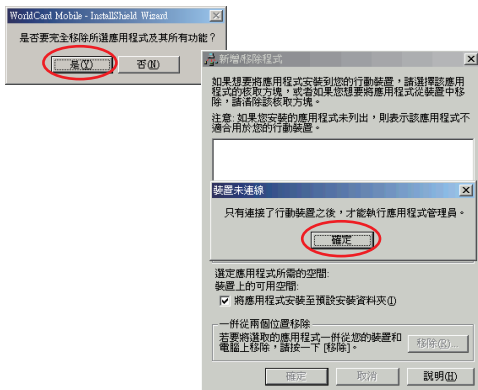 WorldCard Mobile - InstallShield Wizard
是否要完全移除所選應用程式及其所有功能？
是(Y)
否(N)
新增/移除程式
如果想要將應用程式安裝到您的行動裝置，請選擇該應用
程式的核取方塊，或者如果您想要將應用程式從裝置中移
除，請清除該核取方塊。
注意: 如果您安裝的應用程式未列出，則表示該應用程式不
適合用於您的行動裝置。
裝置未連線
只有連接了行動裝置之後，才能執行應用程式管理員。
確定
選定應用程式所需的空間:
裝置上的可用空間:
將應用程式安裝至預設安裝資料夾(I)
一併從兩個位置移除
若要將選取的應用程式一併從您的裝置和
電腦上移除，請按一下 [移除]。
移除(R)...
確定
取消
說明(H)